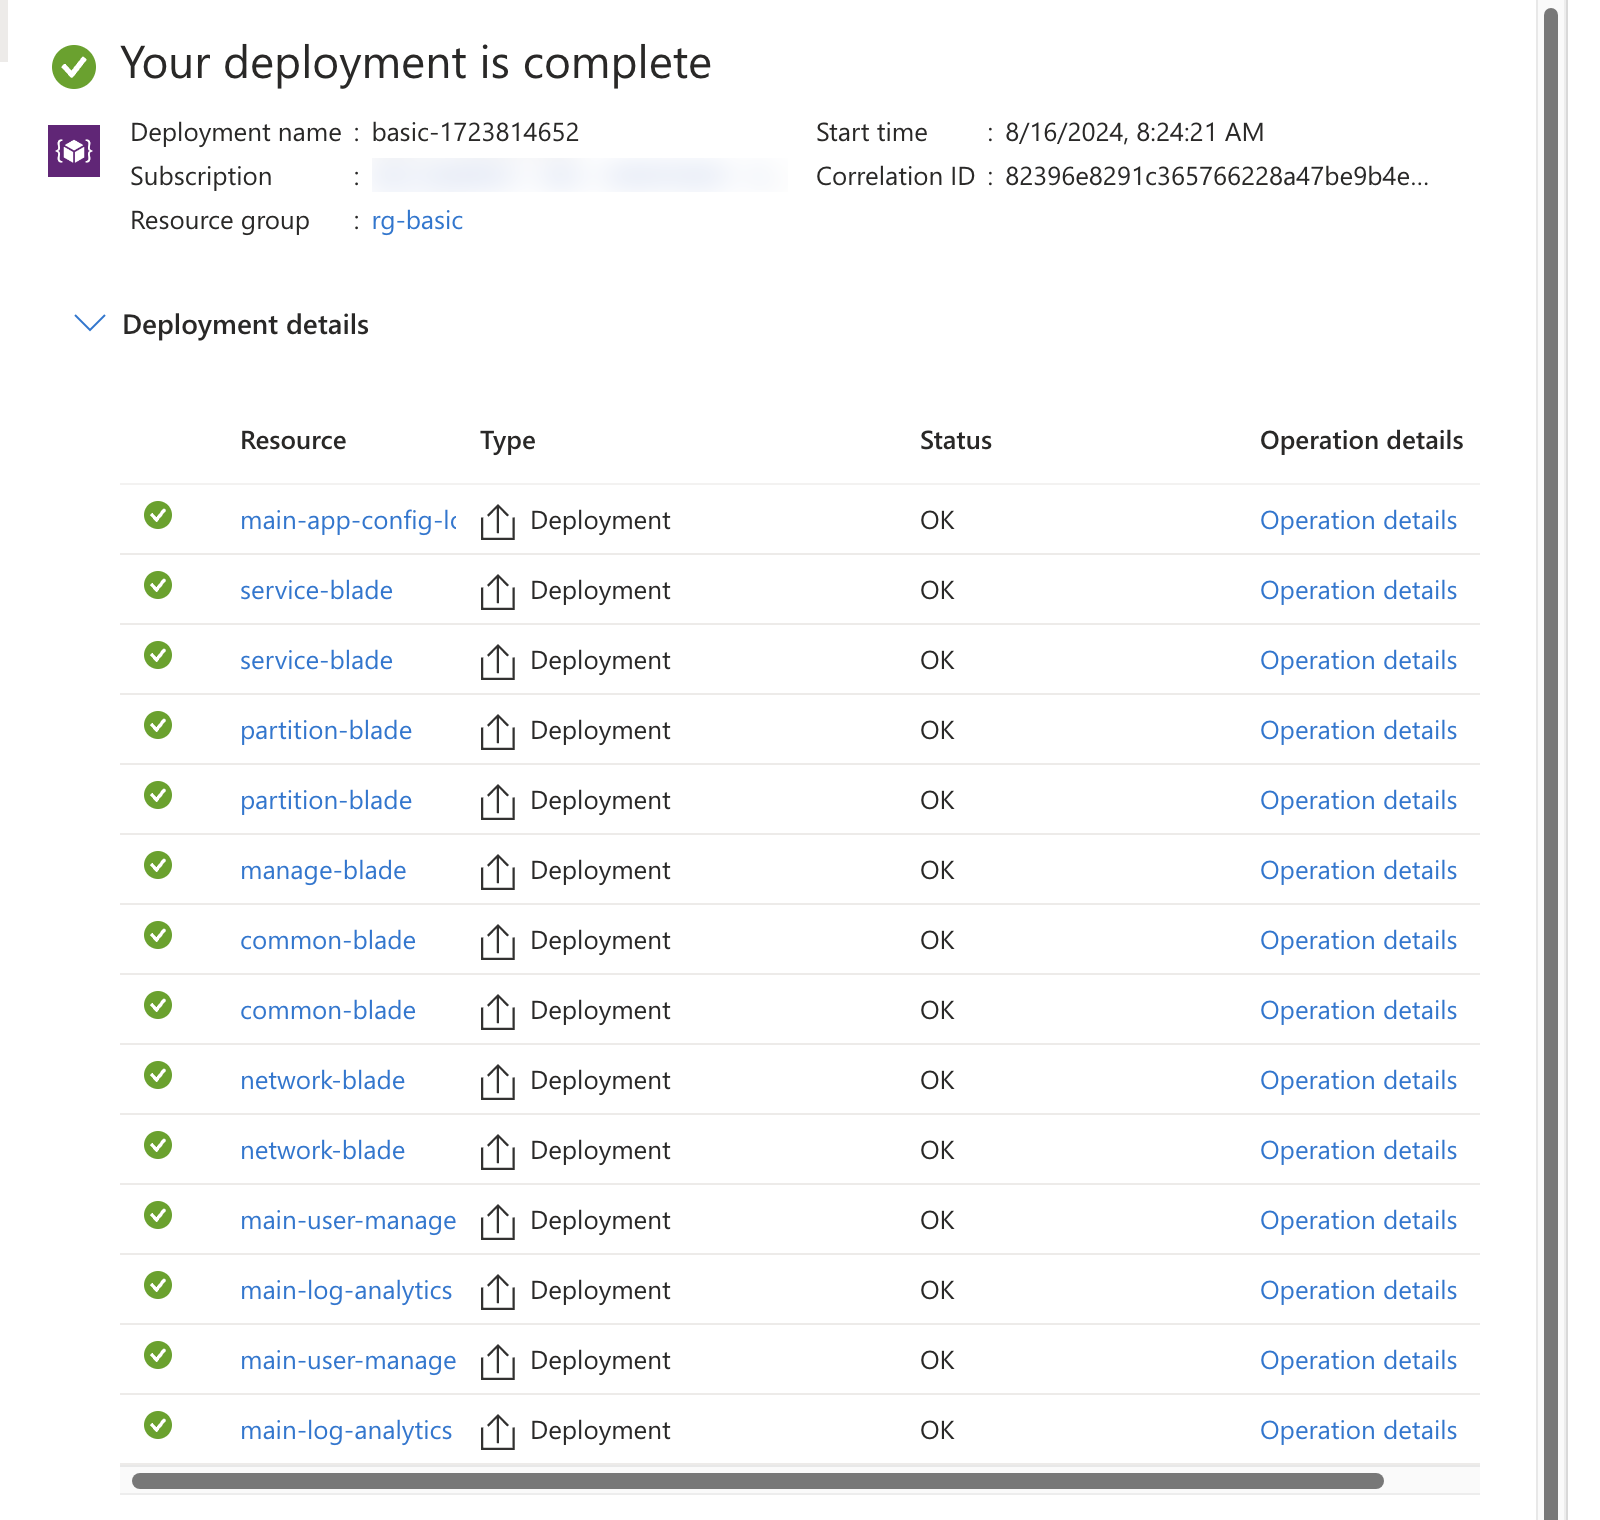 Your deployment is complete
Deployment name : basic-1723814652
Start time : 8/16/2024, 8:24:21 AM
Subscription :
Correlation ID : 82396e8291c365766228a47be9b4e...
Resource group : rg-basic
Deployment details
Resource Type Status Operation details
main-app-config-lo Deployment OK Operation details
service-blade Deployment OK Operation details
service-blade Deployment OK Operation details
partition-blade Deployment OK Operation details
partition-blade Deployment OK Operation details
manage-blade Deployment OK Operation details
common-blade Deployment OK Operation details
common-blade Deployment OK Operation details
network-blade Deployment OK Operation details
network-blade Deployment OK Operation details
main-user-manage Deployment OK Operation details
main-log-analytics Deployment OK Operation details
main-user-manage Deployment OK Operation details
main-log-analytics Deployment OK Operation details